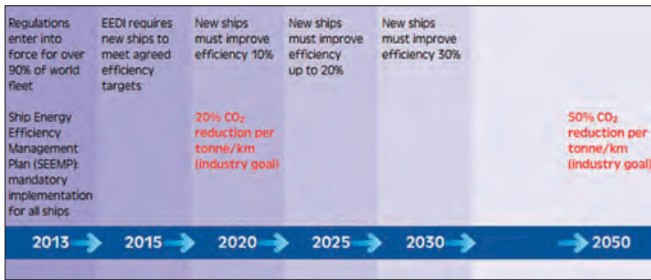 Regulations
enter into
force for over
90% of world
fleet
Ship Energy
Efficiency
Management
Plan (SEEMP):
mandatory
implementation
for all ships
EEDI requires
new ships to
meet agreed
efficiency
targets
New ships
must improve
efficiency 10%
20% CO₂
reduction per
tonne/km
(industry goal)
New ships
must improve
efficiency
up to 20%
New ships
must improve
efficiency 30%
50% CO₂
reduction per
tonne/km
(industry goal)
2013 2015 2020 2025 2030 2050